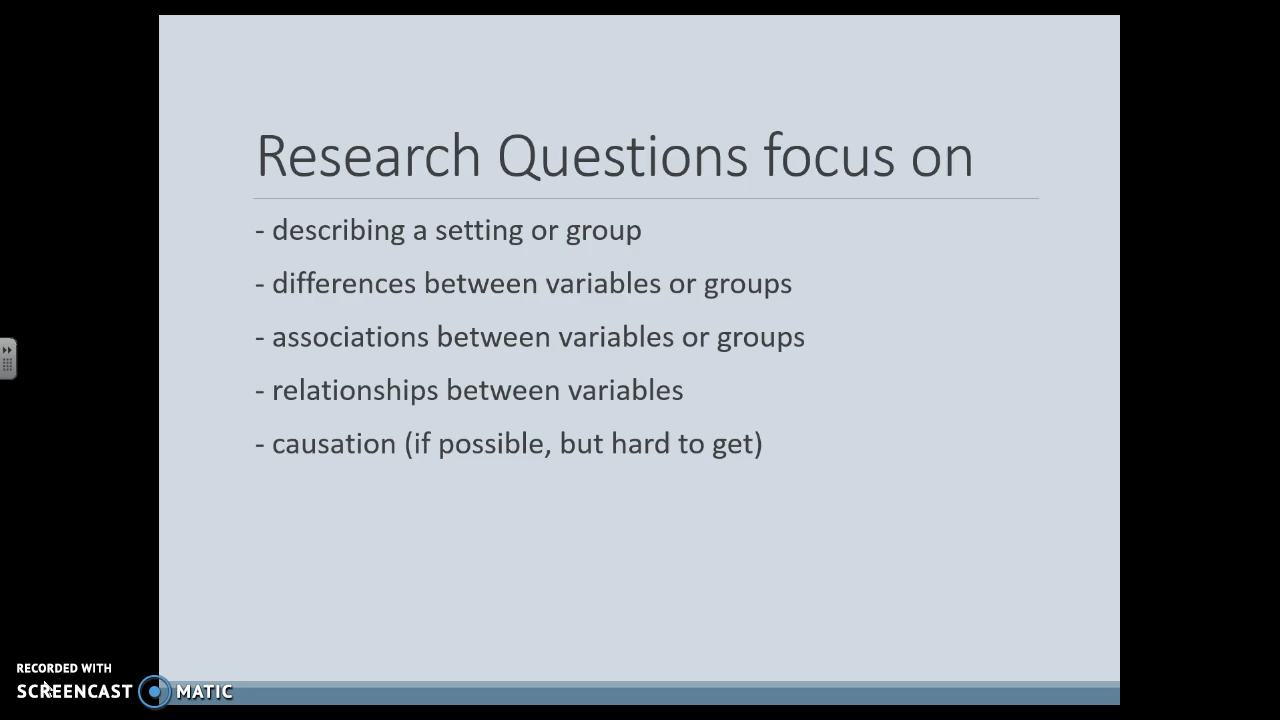 Research Questions focus on
- describing a setting or group
- differences between variables or groups
- associations between variables or groups
- relationships between variables
- causation (if possible, but hard to get)
RECORDED WITH
SCREENCAST MATIC